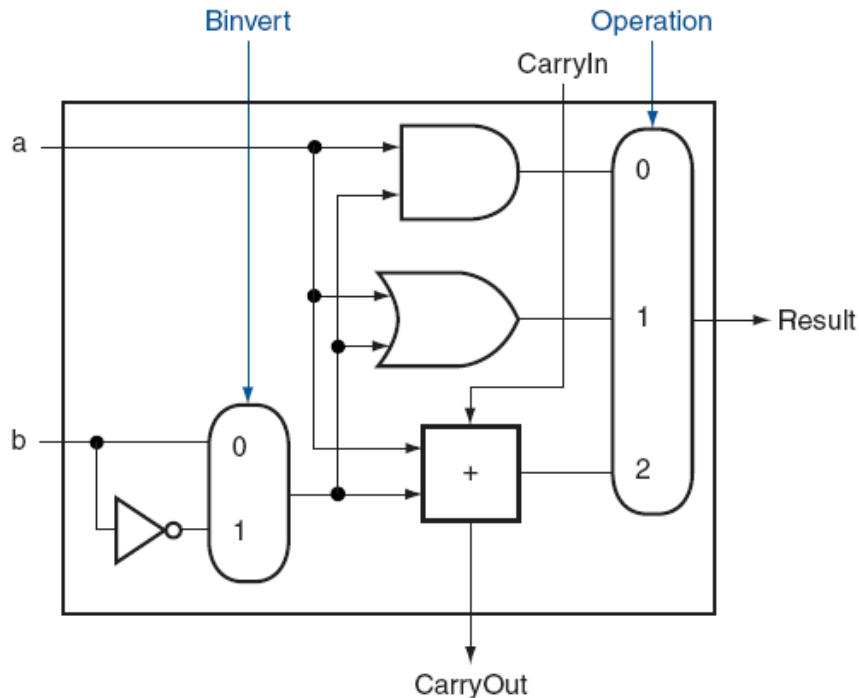 Binvert
Operation
CarryIn
a
0
1
Result
b
0
+
2
1
CarryOut